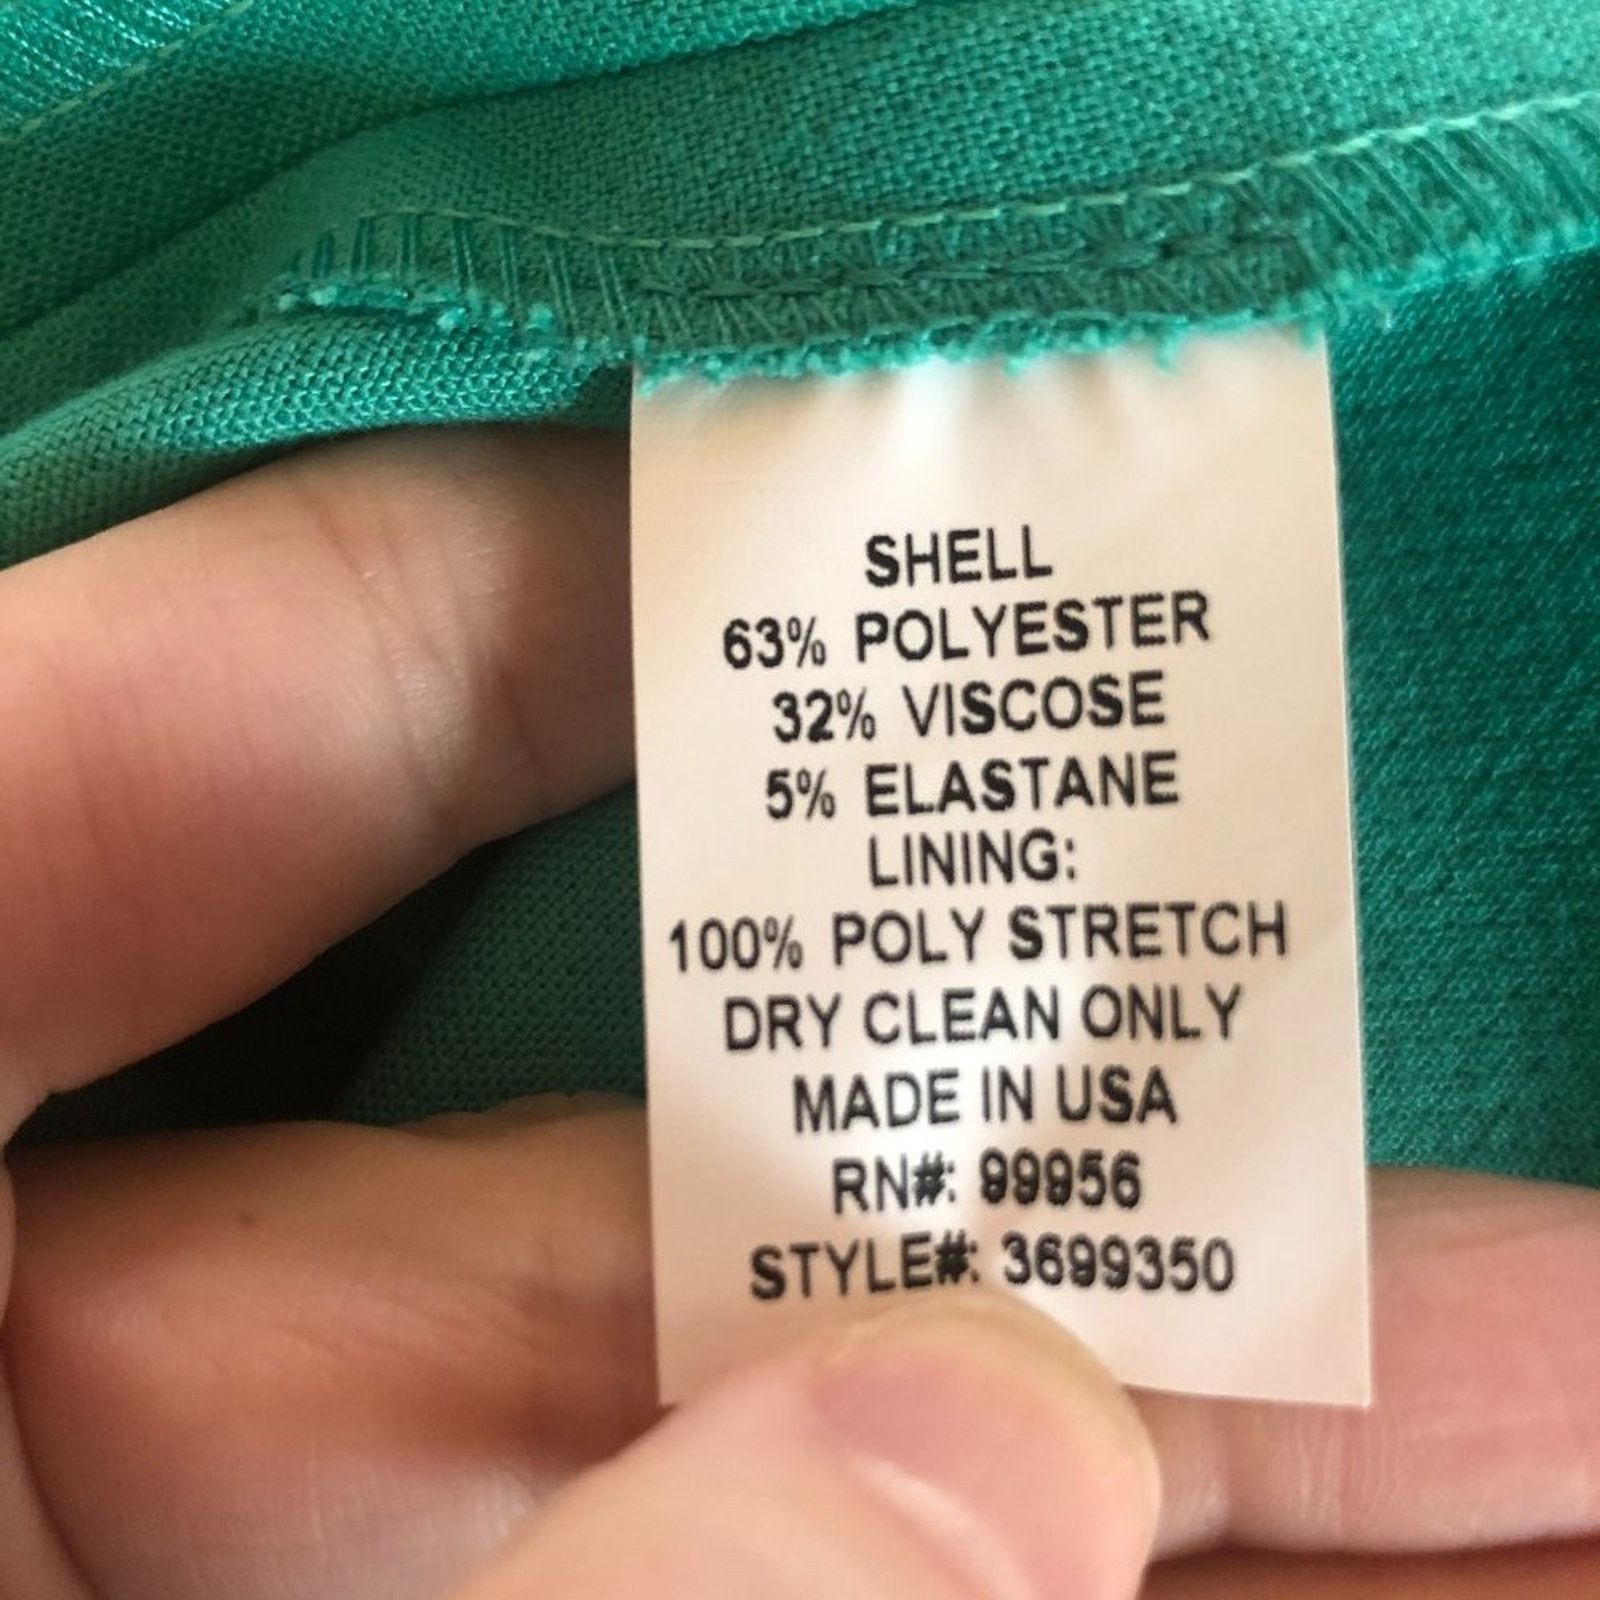 SHELL
63% POLYESTER
32% VISCOSE
5% ELASTANE
LINING:
100% POLY STRETCH
DRY CLEAN ONLY
MADE IN USA
RN#: 99956
STYLE#: 3699350